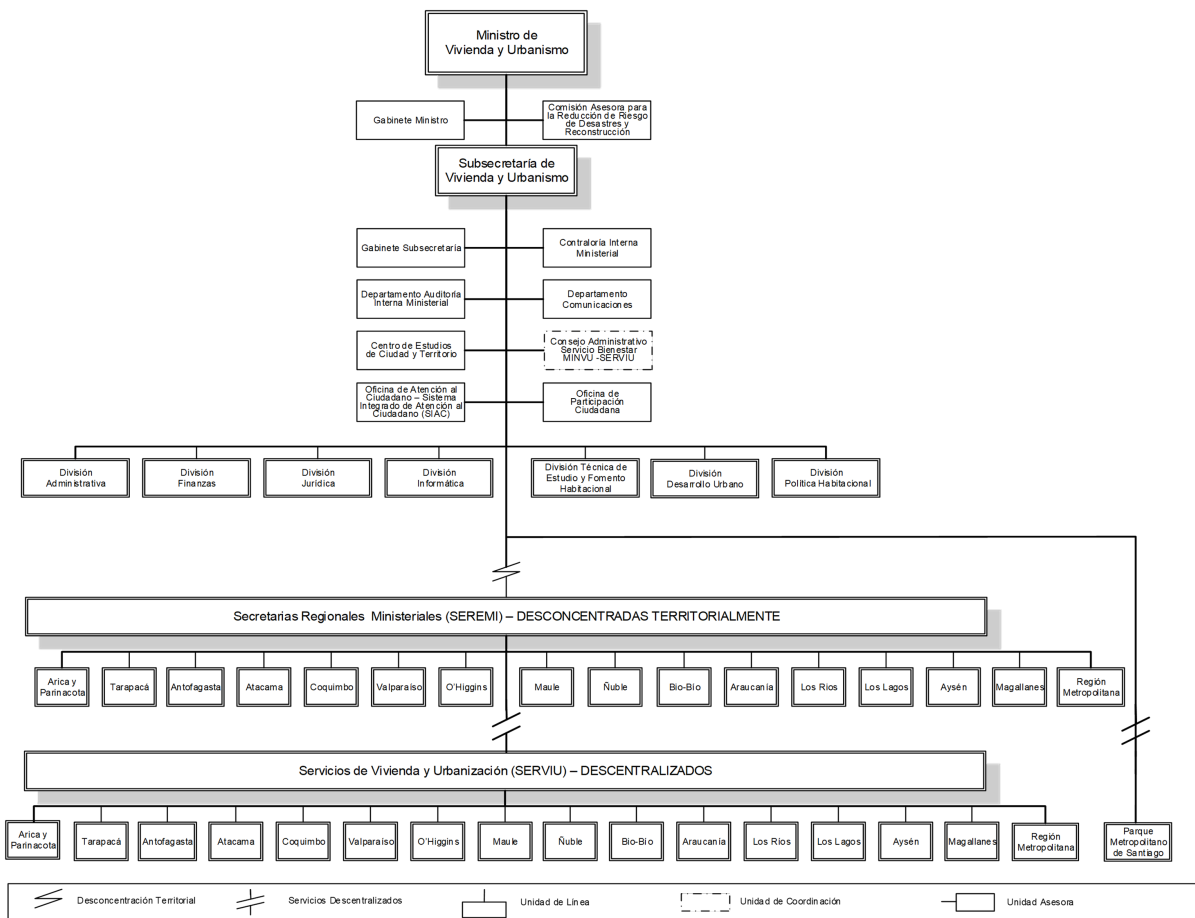 Ministro de
Vivienda y Urbanismo
Gabinete Ministro
Comisión Asesora para
la Reducción de Riesgo
de Desastres y
Reconstrucción
Subsecretaría de
Vivienda y Urbanismo
Gabinete Subsecretaría
Contraloría Interna
Ministerial
Departamento Auditoría
Interna Ministerial
Departamento
Comunicaciones
Centro de Estudios
de Ciudad y Territorio
Consejo Administrativo
Servicio Bienestar
MINVU -SERVIU
Oficina de Atención al
Ciudadano – Sistema
Integrado de Atención al
Ciudadano (SIAC)
Oficina de
Participación
Ciudadana
División
Administrativa
División
Finanzas
División
Jurídica
División
Informática
División Técnica de
Estudio y Fomento
Habitacional
División
Desarrollo Urbano
División
Política Habitacional
Secretarias Regionales Ministeriales (SEREMI) – DESCONCENTRADAS TERRITORIALMENTE
Arica y
Parinacota
Tarapacá
Antofagasta
Atacama
Coquimbo
Valparaíso
O'Higgins
Maule
Ñuble
Bio-Bío
Araucanía
Los Ríos
Los Lagos
Aysén
Magallanes
Región
Metropolitana
Servicios de Vivienda y Urbanización (SERVIU) – DESCENTRALIZADOS
Arica y
Parinacota
Tarapacá
Antofagasta
Atacama
Coquimbo
Valparaíso
O'Higgins
Maule
Ñuble
Bio-Bío
Araucanía
Los Ríos
Los Lagos
Aysén
Magallanes
Región
Metropolitana
Parque
Metropolitano
de Santiago
Desconcentración Territorial
Servicios Descentralizados
Unidad de Línea
Unidad de Coordinación
Unidad Asesora